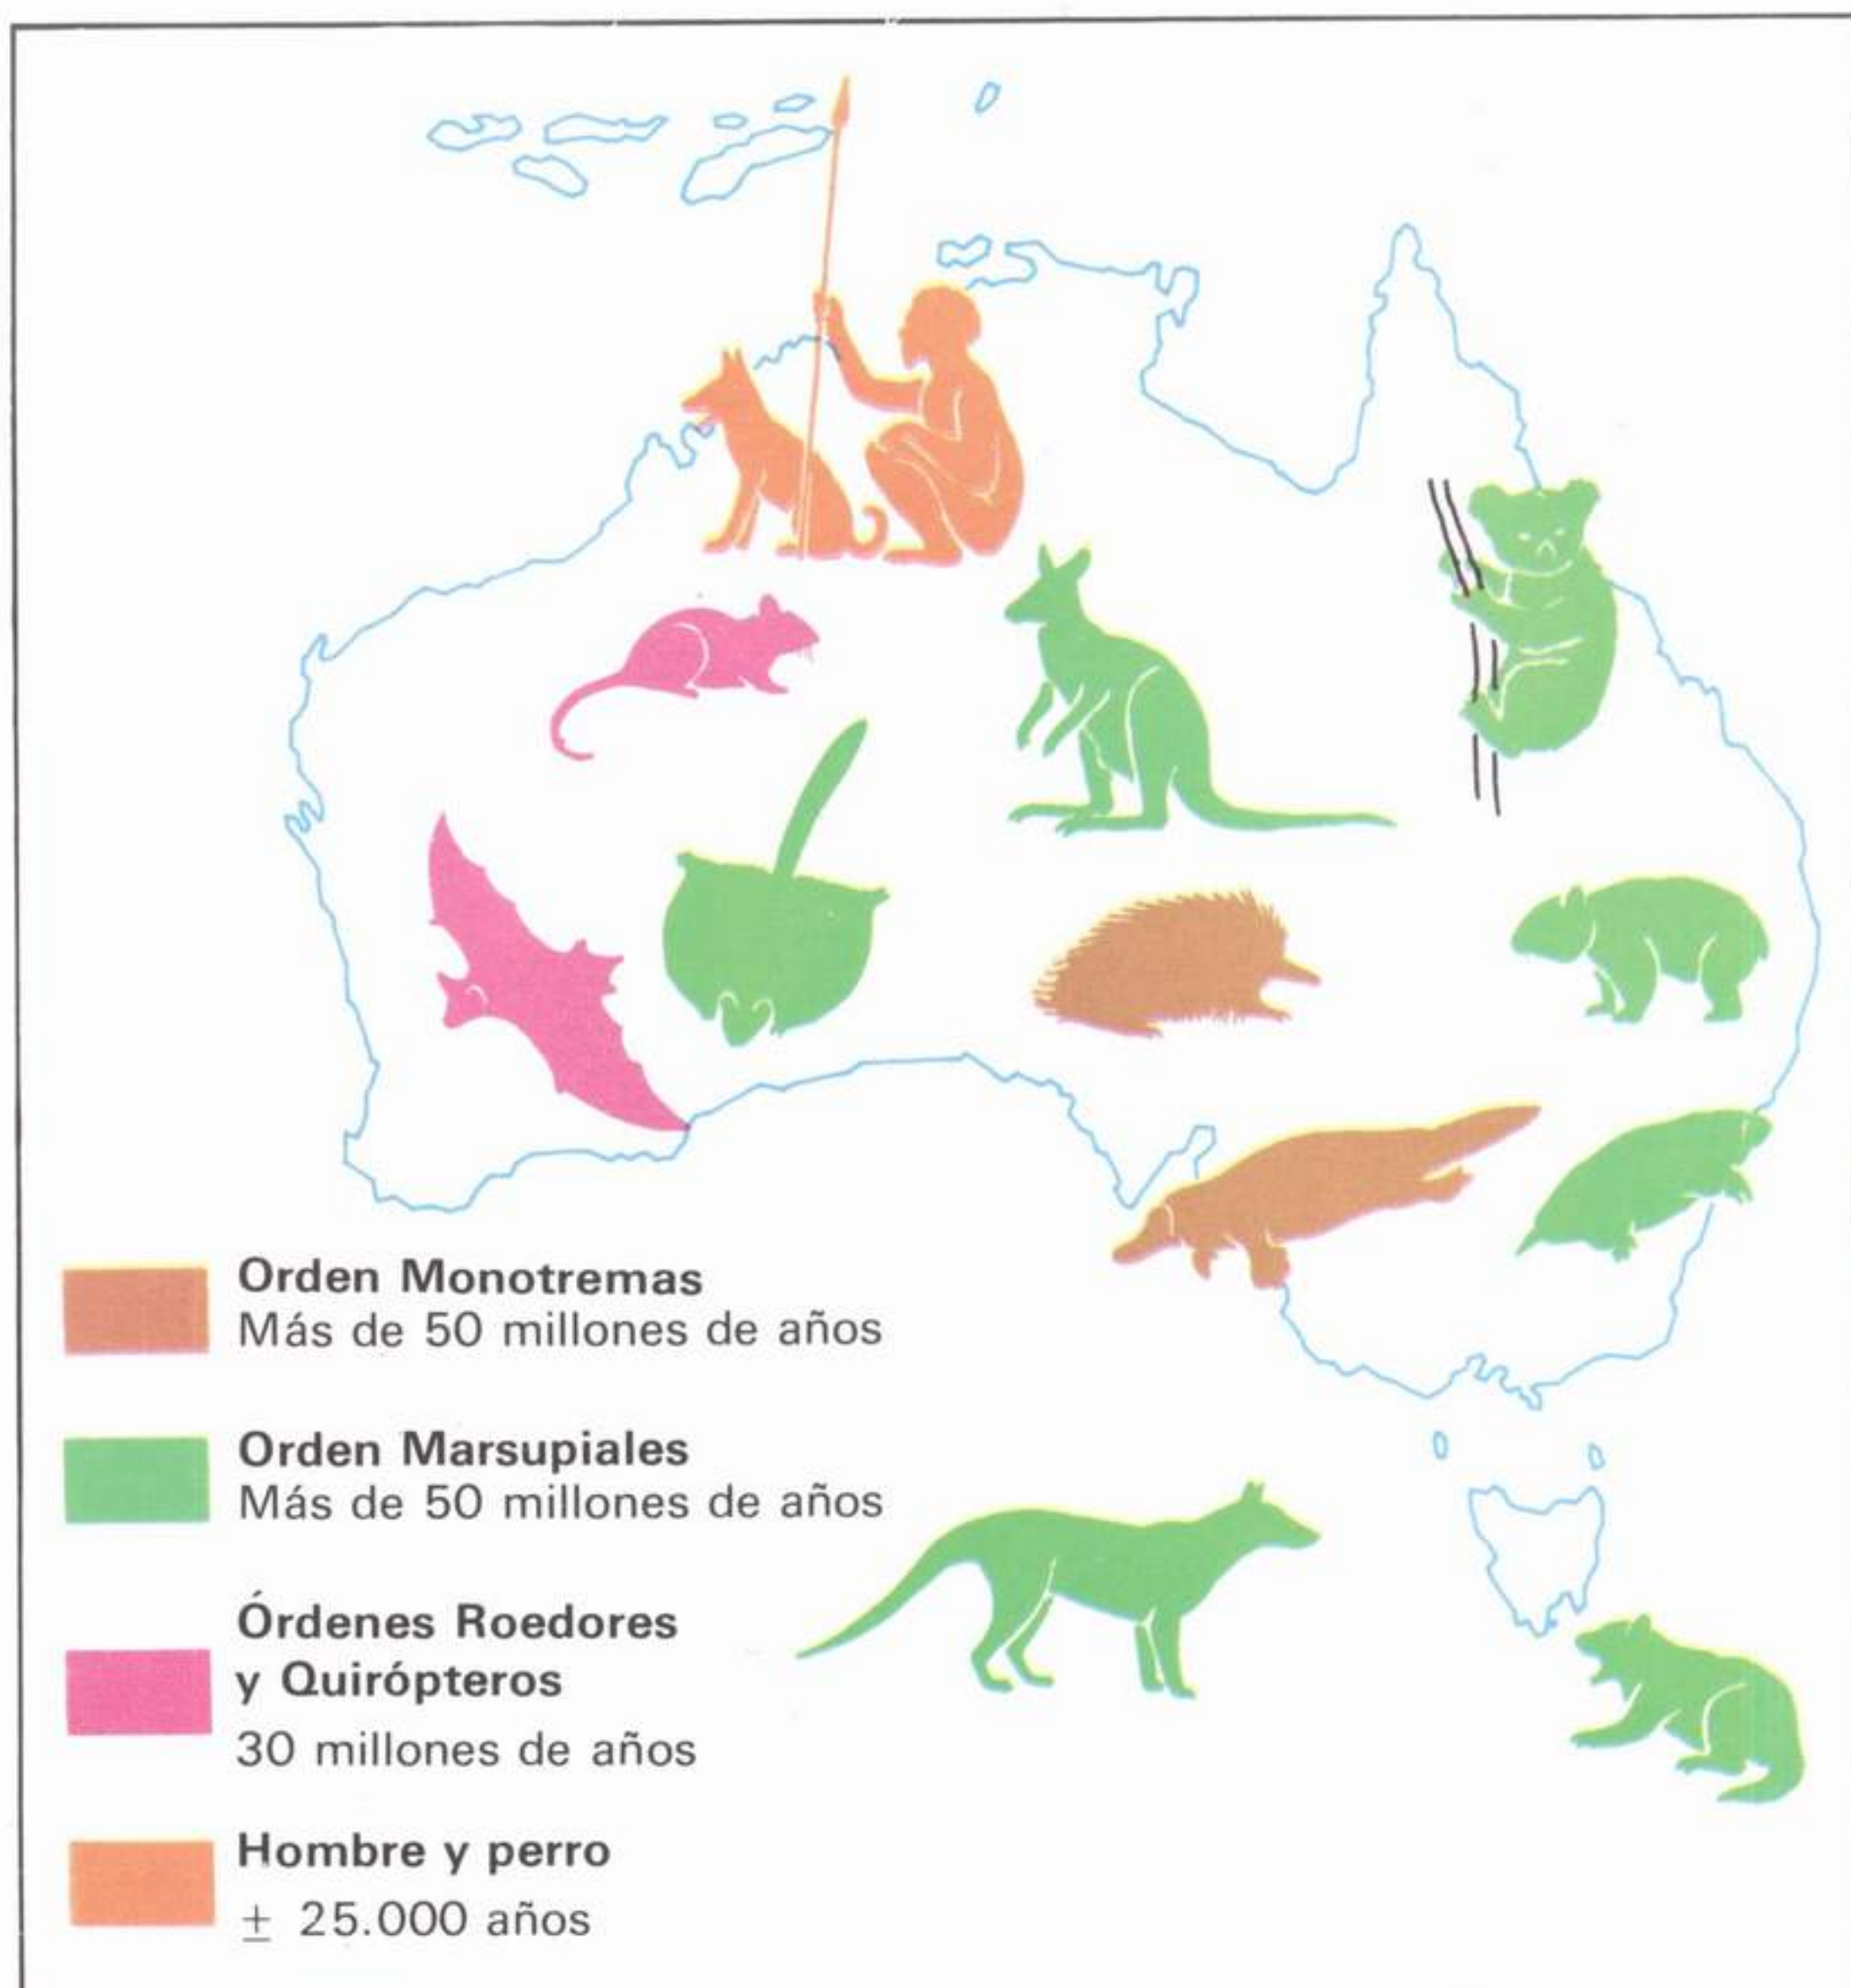 Orden Monotremas
Más de 50 millones de años
Orden Marsupiales
Más de 50 millones de años
Órdenes Roedores
y Quirópteros
30 millones de años
Hombre y perro
± 25.000 años